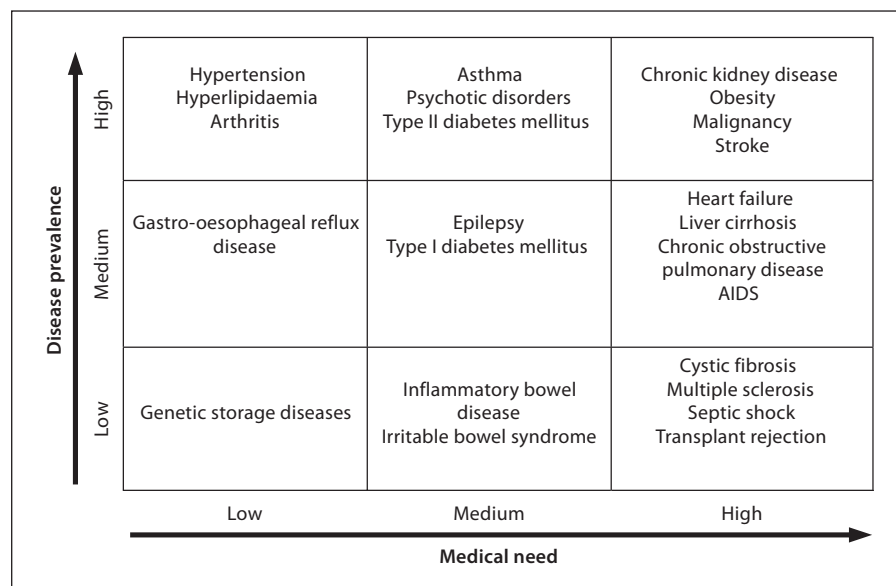 Disease prevalence
High
Hypertension
Hyperlipidaemia
Arthritis
Asthma
Psychotic disorders
Type II diabetes mellitus
Chronic kidney disease
Obesity
Malignancy
Stroke
Medium
Gastro-oesophageal reflux
disease
Epilepsy
Type I diabetes mellitus
Heart failure
Liver cirrhosis
Chronic obstructive
pulmonary disease
AIDS
Low
Genetic storage diseases
Inflammatory bowel
disease
Irritable bowel syndrome
Cystic fibrosis
Multiple sclerosis
Septic shock
Transplant rejection
Low
Medium
High
Medical need